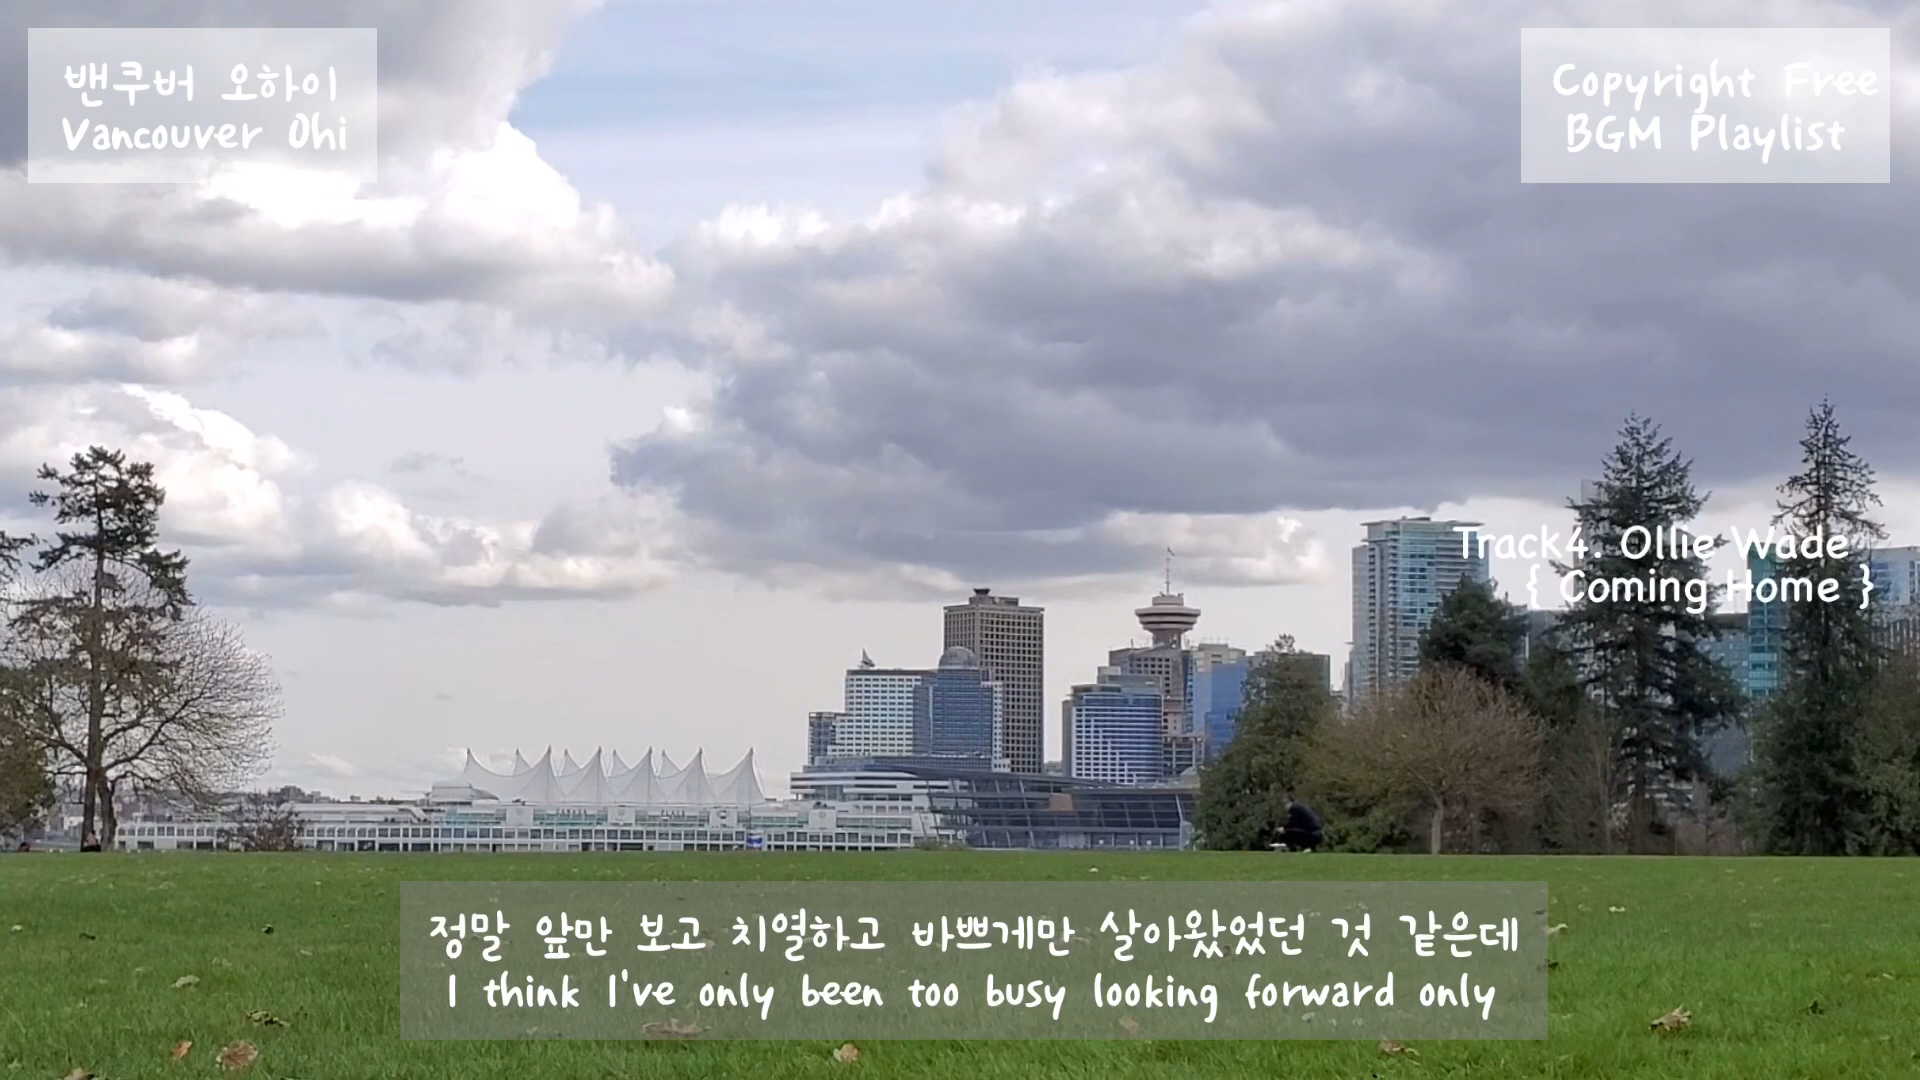 밴쿠버 오하이
Vancouver Ohi
Copyright Free
BGM Playlist
Track4. Ollie Wade
{ Coming Home }
정말 앞만 보고 치열하고 바쁘게만 살아왔었던 것 같은데
I think I've only been too busy looking forward only